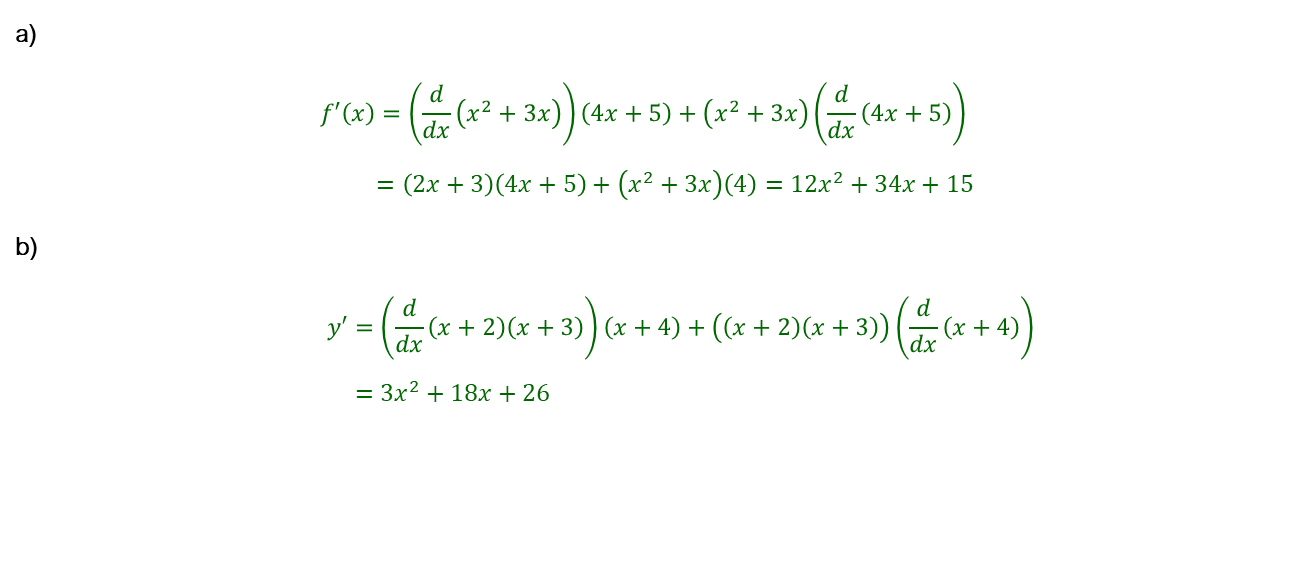 a)
f′(x) = (d/dx (x² + 3x)) (4x + 5) + (x² + 3x) (d/dx (4x + 5))
= (2x + 3)(4x + 5) + (x² + 3x)(4) = 12x² + 34x + 15
b)
y′ = (d/dx (x + 2)(x + 3)) (x + 4) + ((x + 2)(x + 3)) (d/dx (x + 4))
= 3x² + 18x + 26